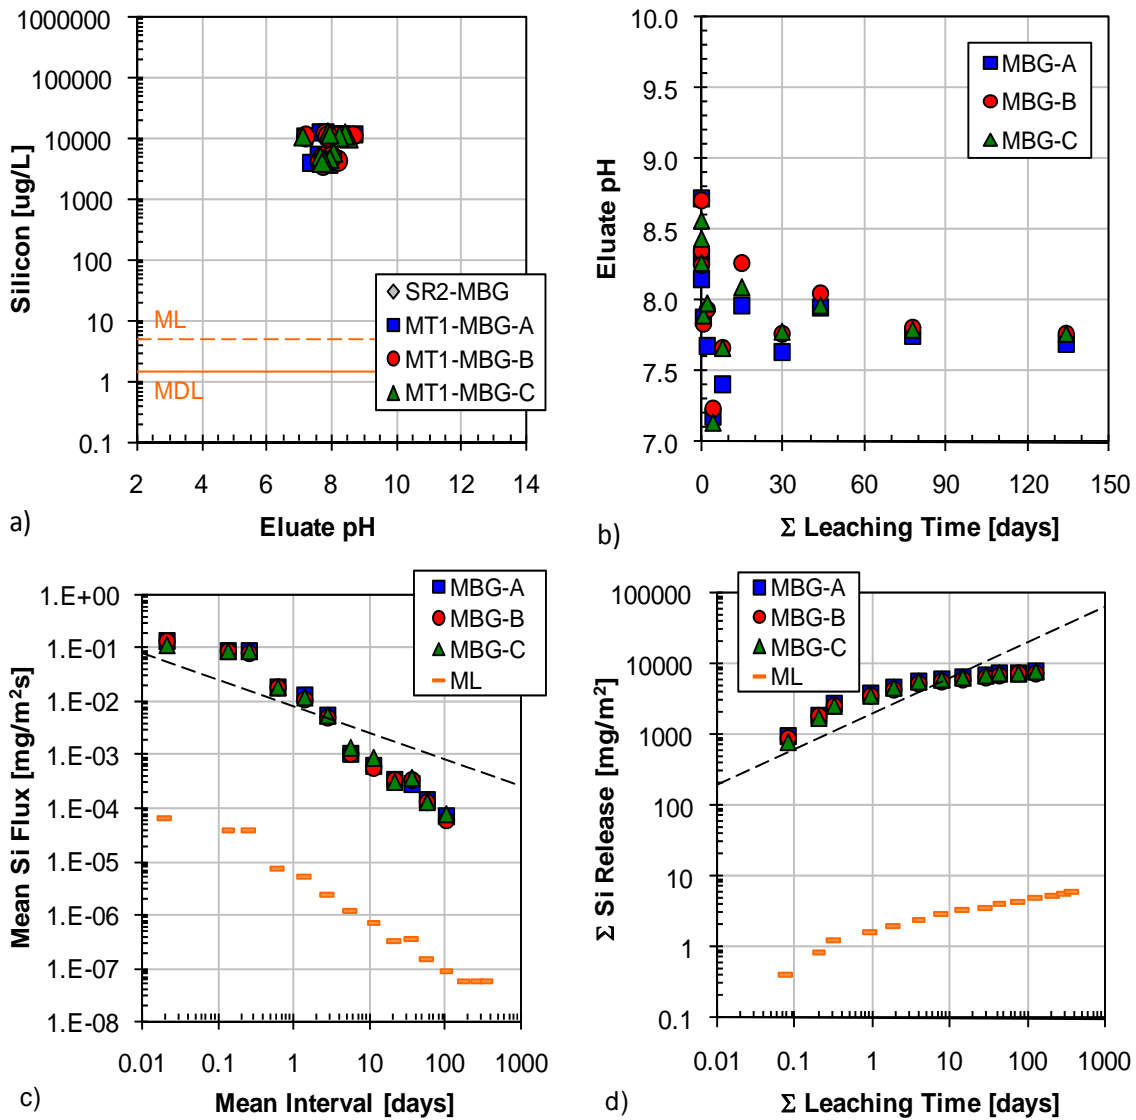 1000000
100000
10000
1000
100
10
1
0.1
Silicon [ug/L]
ML
MDL
SR2-MBG
MT1-MBG-A
MT1-MBG-B
MT1-MBG-C
2 4 6 8 10 12 14
Eluate pH
a)
10.0
9.5
9.0
8.5
8.0
7.5
7.0
Eluate pH
MBG-A
MBG-B
MBG-C
0 30 60 90 120 150
Σ Leaching Time [days]
b)
1.E+00
1.E-01
1.E-02
1.E-03
1.E-04
1.E-05
1.E-06
1.E-07
1.E-08
Mean Si Flux [mg/m²s]
MBG-A
MBG-B
MBG-C
ML
0.01 0.1 1 10 100 1000
Mean Interval [days]
c)
100000
10000
1000
100
10
1
0.1
Σ Si Release [mg/m²]
MBG-A
MBG-B
MBG-C
ML
0.01 0.1 1 10 100 1000
Σ Leaching Time [days]
d)